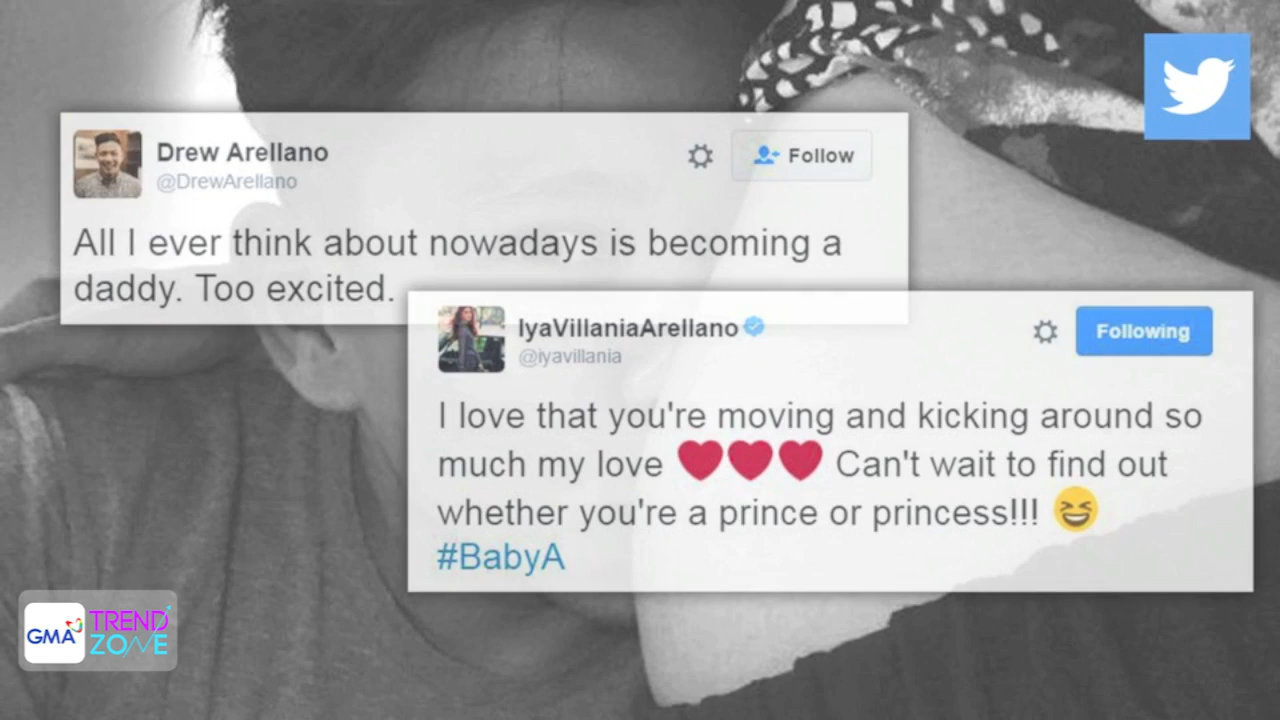 Drew Arellano
@DrewArellano
Follow
All I ever think about nowadays is becoming a
daddy. Too excited.
IyaVillaniaArellano
@iyavillania
Following
I love that you're moving and kicking around so
much my love ❤❤❤ Can't wait to find out
whether you're a prince or princess!!! 😆
#BabyA
GMA
TREND
ZONE